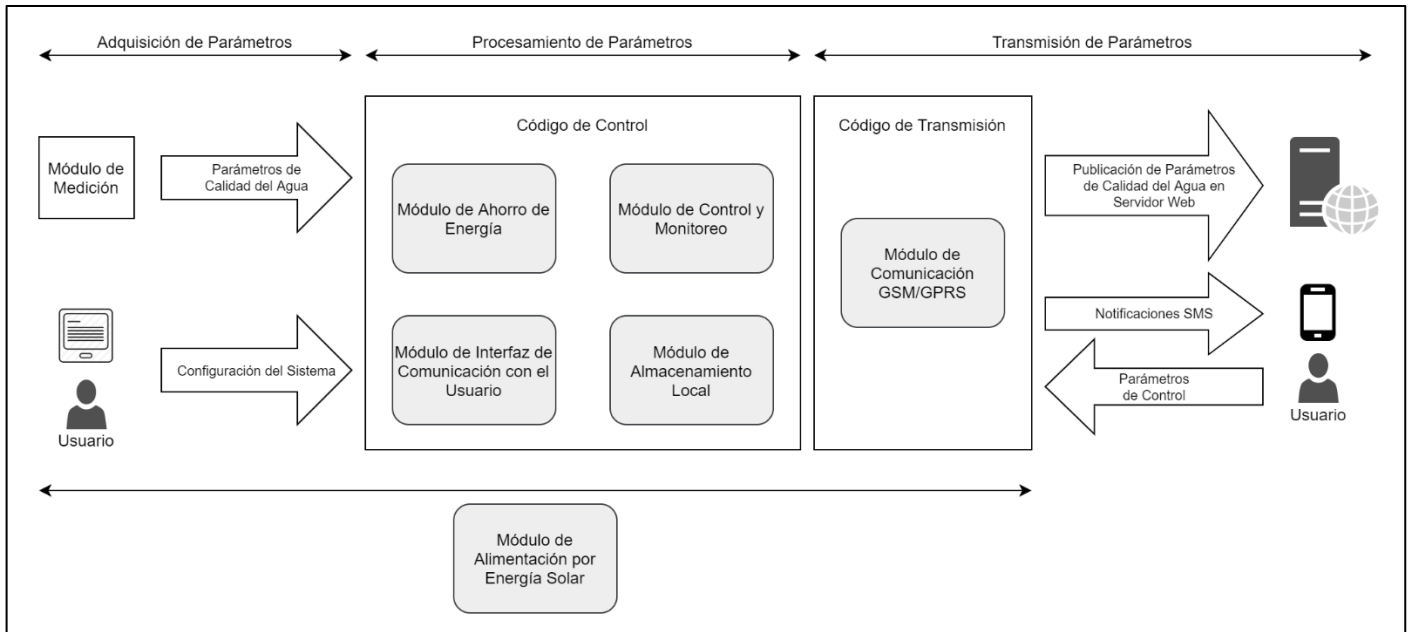 Adquisición de Parámetros
Procesamiento de Parámetros
Transmisión de Parámetros
Módulo de
Medición
Parámetros de
Calidad del Agua
Usuario
Configuración del Sistema
Código de Control
Módulo de Ahorro de
Energía
Módulo de Control y
Monitoreo
Módulo de Interfaz de
Comunicación con el
Usuario
Módulo de
Almacenamiento
Local
Código de Transmisión
Módulo de
Comunicación
GSM/GPRS
Publicación de Parámetros
de Calidad del Agua en
Servidor Web
Notificaciones SMS
Parámetros
de Control
Usuario
Módulo de
Alimentación por
Energía Solar